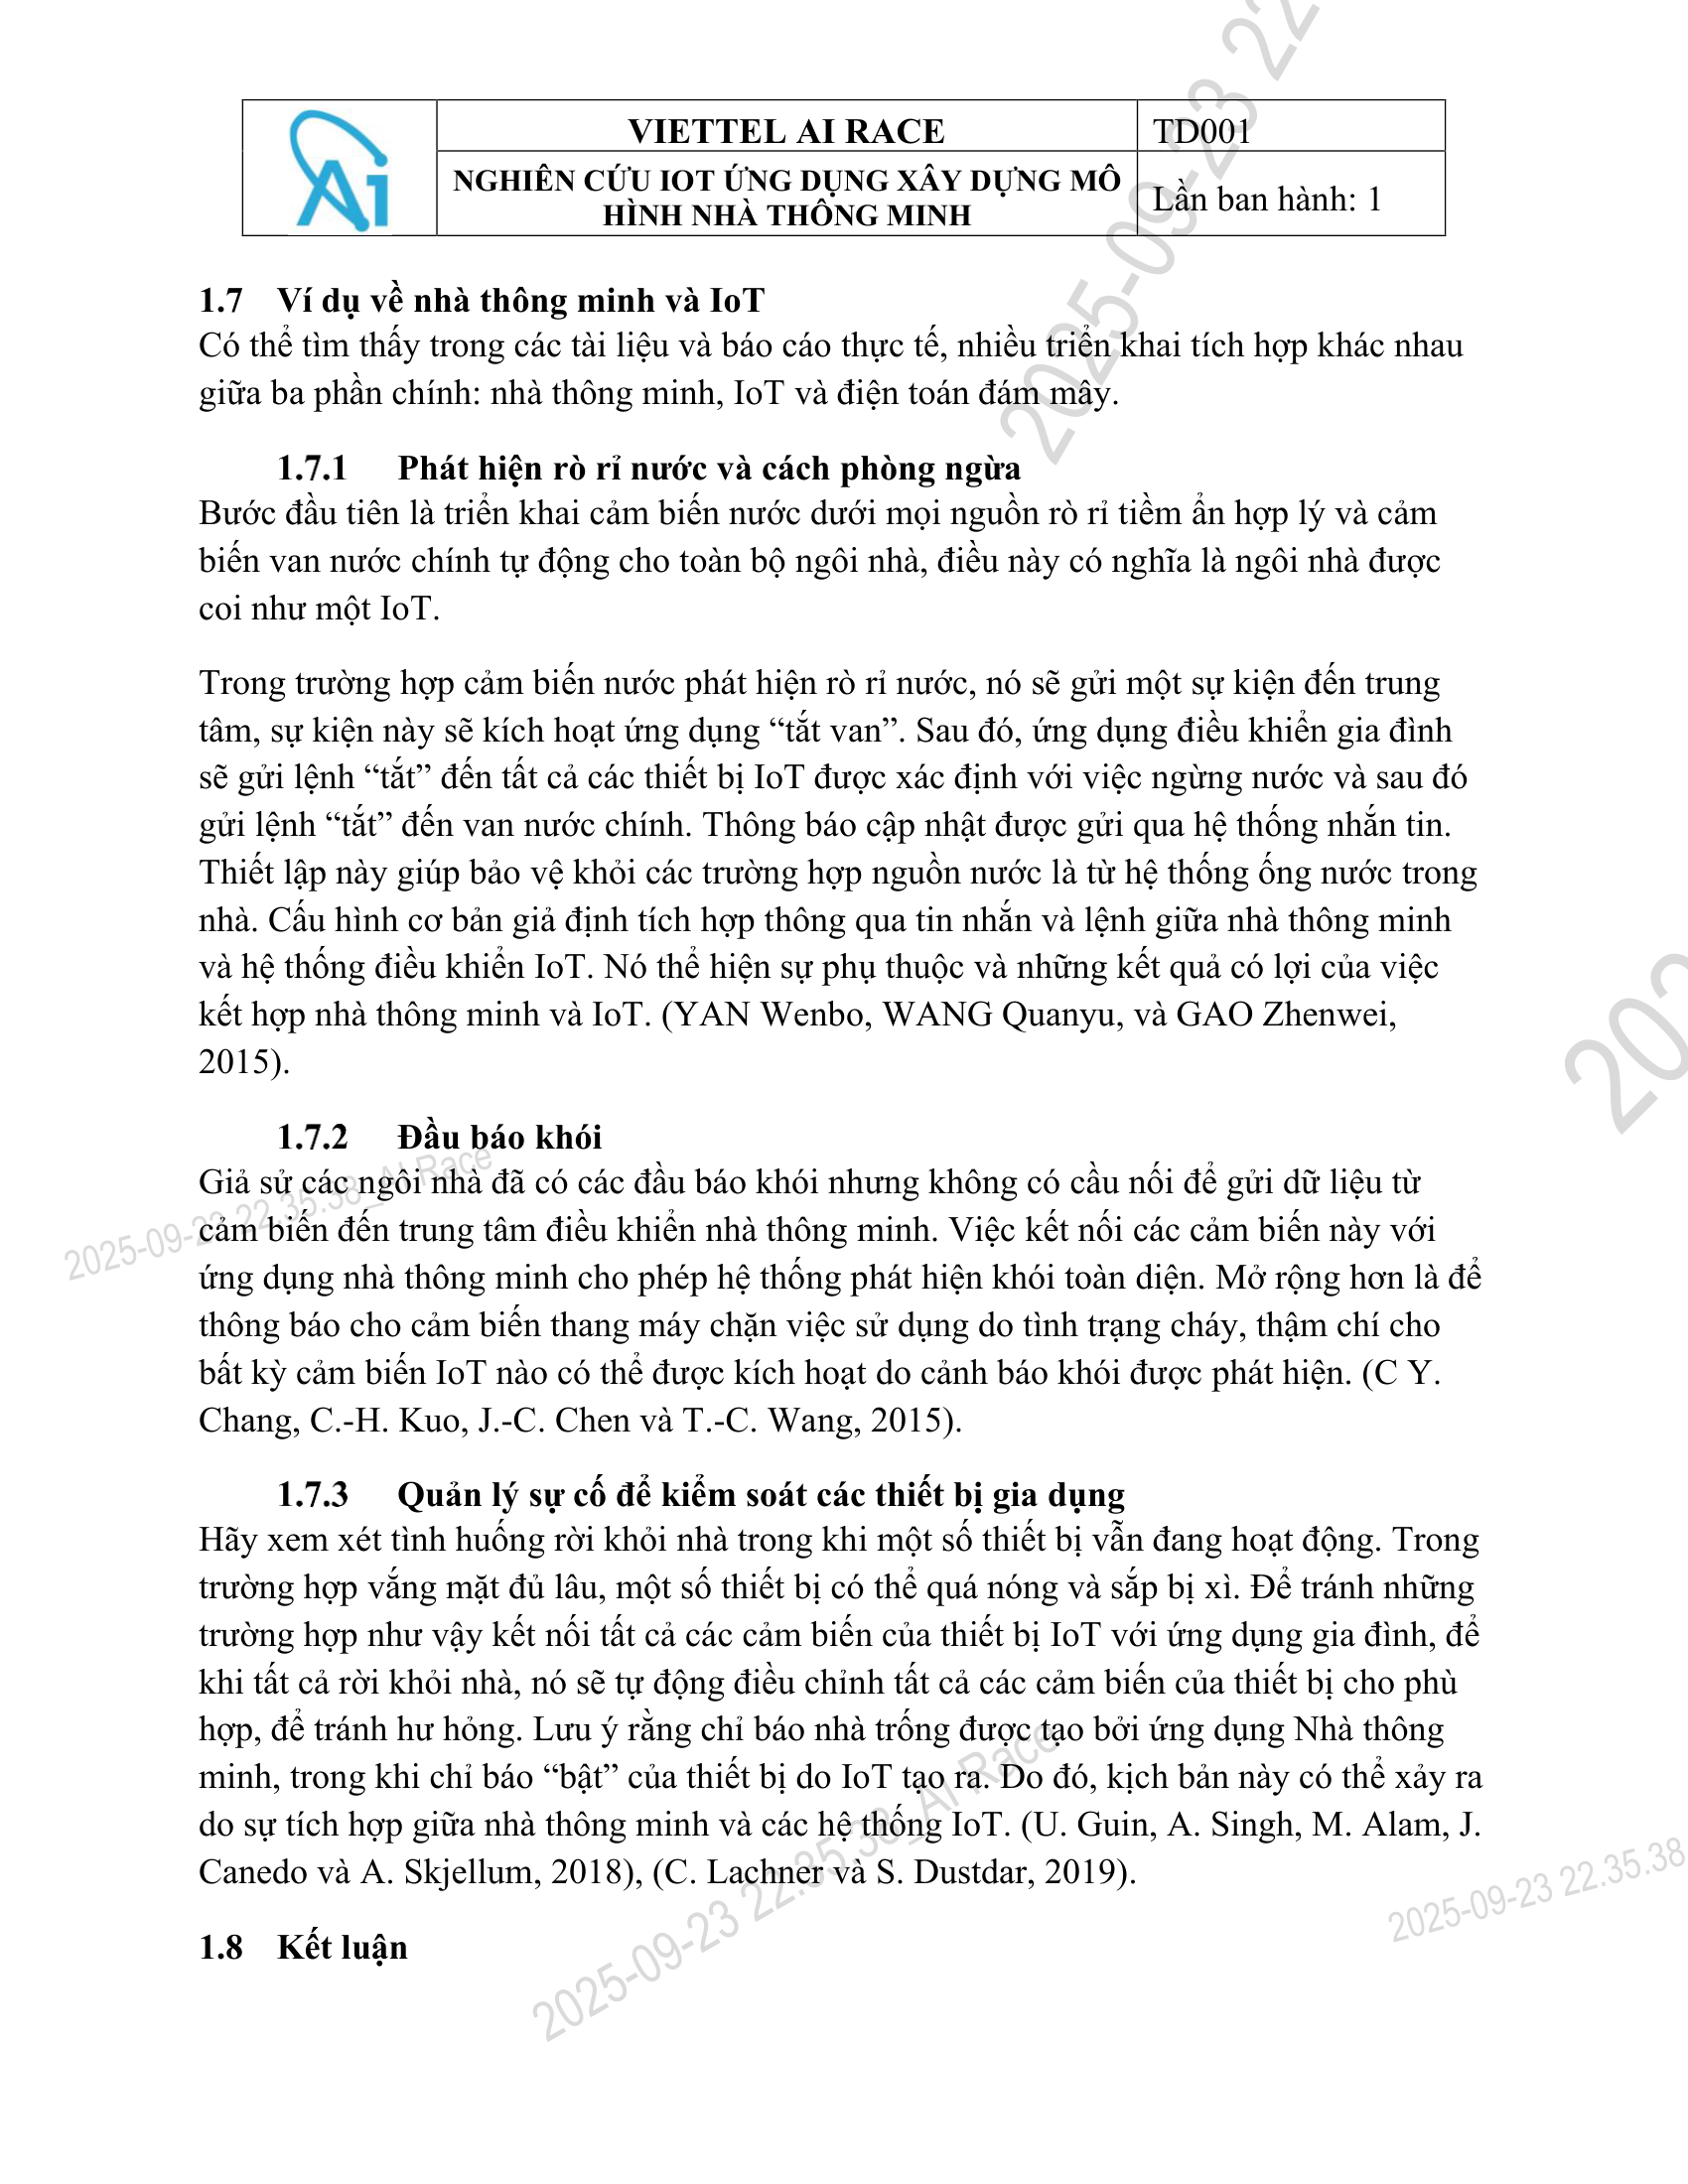 VIETTEL AI RACE
TD001
NGHIÊN CỨU IOT ỨNG DỤNG XÂY DỰNG MÔ
HÌNH NHÀ THÔNG MINH
Lần ban hành: 1
Ai
1.7 Ví dụ về nhà thông minh và IoT
Có thể tìm thấy trong các tài liệu và báo cáo thực tế, nhiều triển khai tích hợp khác nhau
giữa ba phần chính: nhà thông minh, IoT và điện toán đám mây.
1.7.1 Phát hiện rò rỉ nước và cách phòng ngừa
Bước đầu tiên là triển khai cảm biến nước dưới mọi nguồn rò rỉ tiềm ẩn hợp lý và cảm
biến van nước chính tự động cho toàn bộ ngôi nhà, điều này có nghĩa là ngôi nhà được
coi như một IoT.
Trong trường hợp cảm biến nước phát hiện rò rỉ nước, nó sẽ gửi một sự kiện đến trung
tâm, sự kiện này sẽ kích hoạt ứng dụng “tắt van”. Sau đó, ứng dụng điều khiển gia đình
sẽ gửi lệnh “tắt” đến tất cả các thiết bị IoT được xác định với việc ngừng nước và sau đó
gửi lệnh “tắt” đến van nước chính. Thông báo cập nhật được gửi qua hệ thống nhắn tin.
Thiết lập này giúp bảo vệ khỏi các trường hợp nguồn nước là từ hệ thống ống nước trong
nhà. Cấu hình cơ bản giả định tích hợp thông qua tin nhắn và lệnh giữa nhà thông minh
và hệ thống điều khiển IoT. Nó thể hiện sự phụ thuộc và những kết quả có lợi của việc
kết hợp nhà thông minh và IoT. (YAN Wenbo, WANG Quanyu, và GAO Zhenwei,
2015).
1.7.2 Đầu báo khói
Giả sử các ngôi nhà đã có các đầu báo khói nhưng không có cầu nối để gửi dữ liệu từ
cảm biến đến trung tâm điều khiển nhà thông minh. Việc kết nối các cảm biến này với
ứng dụng nhà thông minh cho phép hệ thống phát hiện khói toàn diện. Mở rộng hơn là để
thông báo cho cảm biến thang máy chặn việc sử dụng do tình trạng cháy, thậm chí cho
bất kỳ cảm biến IoT nào có thể được kích hoạt do cảnh báo khói được phát hiện. (C Y.
Chang, C.-H. Kuo, J.-C. Chen và T.-C. Wang, 2015).
1.7.3 Quản lý sự cố để kiểm soát các thiết bị gia dụng
Hãy xem xét tình huống rời khỏi nhà trong khi một số thiết bị vẫn đang hoạt động. Trong
trường hợp vắng mặt đủ lâu, một số thiết bị có thể quá nóng và sắp bị xì. Để tránh những
trường hợp như vậy kết nối tất cả các cảm biến của thiết bị IoT với ứng dụng gia đình, để
khi tất cả rời khỏi nhà, nó sẽ tự động điều chỉnh tất cả các cảm biến của thiết bị cho phù
hợp, để tránh hư hỏng. Lưu ý rằng chỉ báo nhà trống được tạo bởi ứng dụng Nhà thông
minh, trong khi chỉ báo “bật” của thiết bị do IoT tạo ra. Do đó, kịch bản này có thể xảy ra
do sự tích hợp giữa nhà thông minh và các hệ thống IoT. (U. Guin, A. Singh, M. Alam, J.
Canedo và A. Skjellum, 2018), (C. Lachner và S. Dustdar, 2019).
1.8 Kết luận
2025-09-23 22
202
2025-09-23 22.35.38_AI Race
2025-09-23 22.35.38_AI Race
2025-09-23 22.35.38